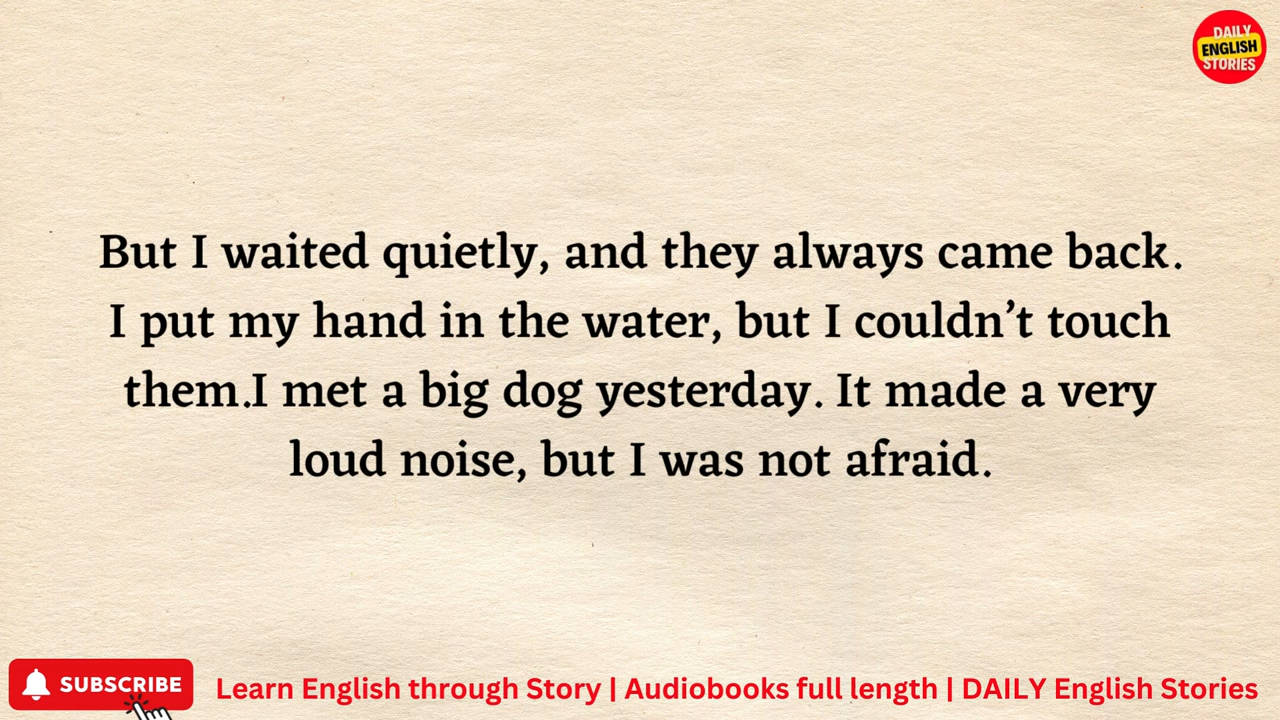 DAILY
ENGLISH
STORIES
But I waited quietly, and they always came back.
I put my hand in the water, but I couldn’t touch
them.I met a big dog yesterday. It made a very
loud noise, but I was not afraid.
SUBSCRIBE
Learn English through Story | Audiobooks full length | DAILY English Stories